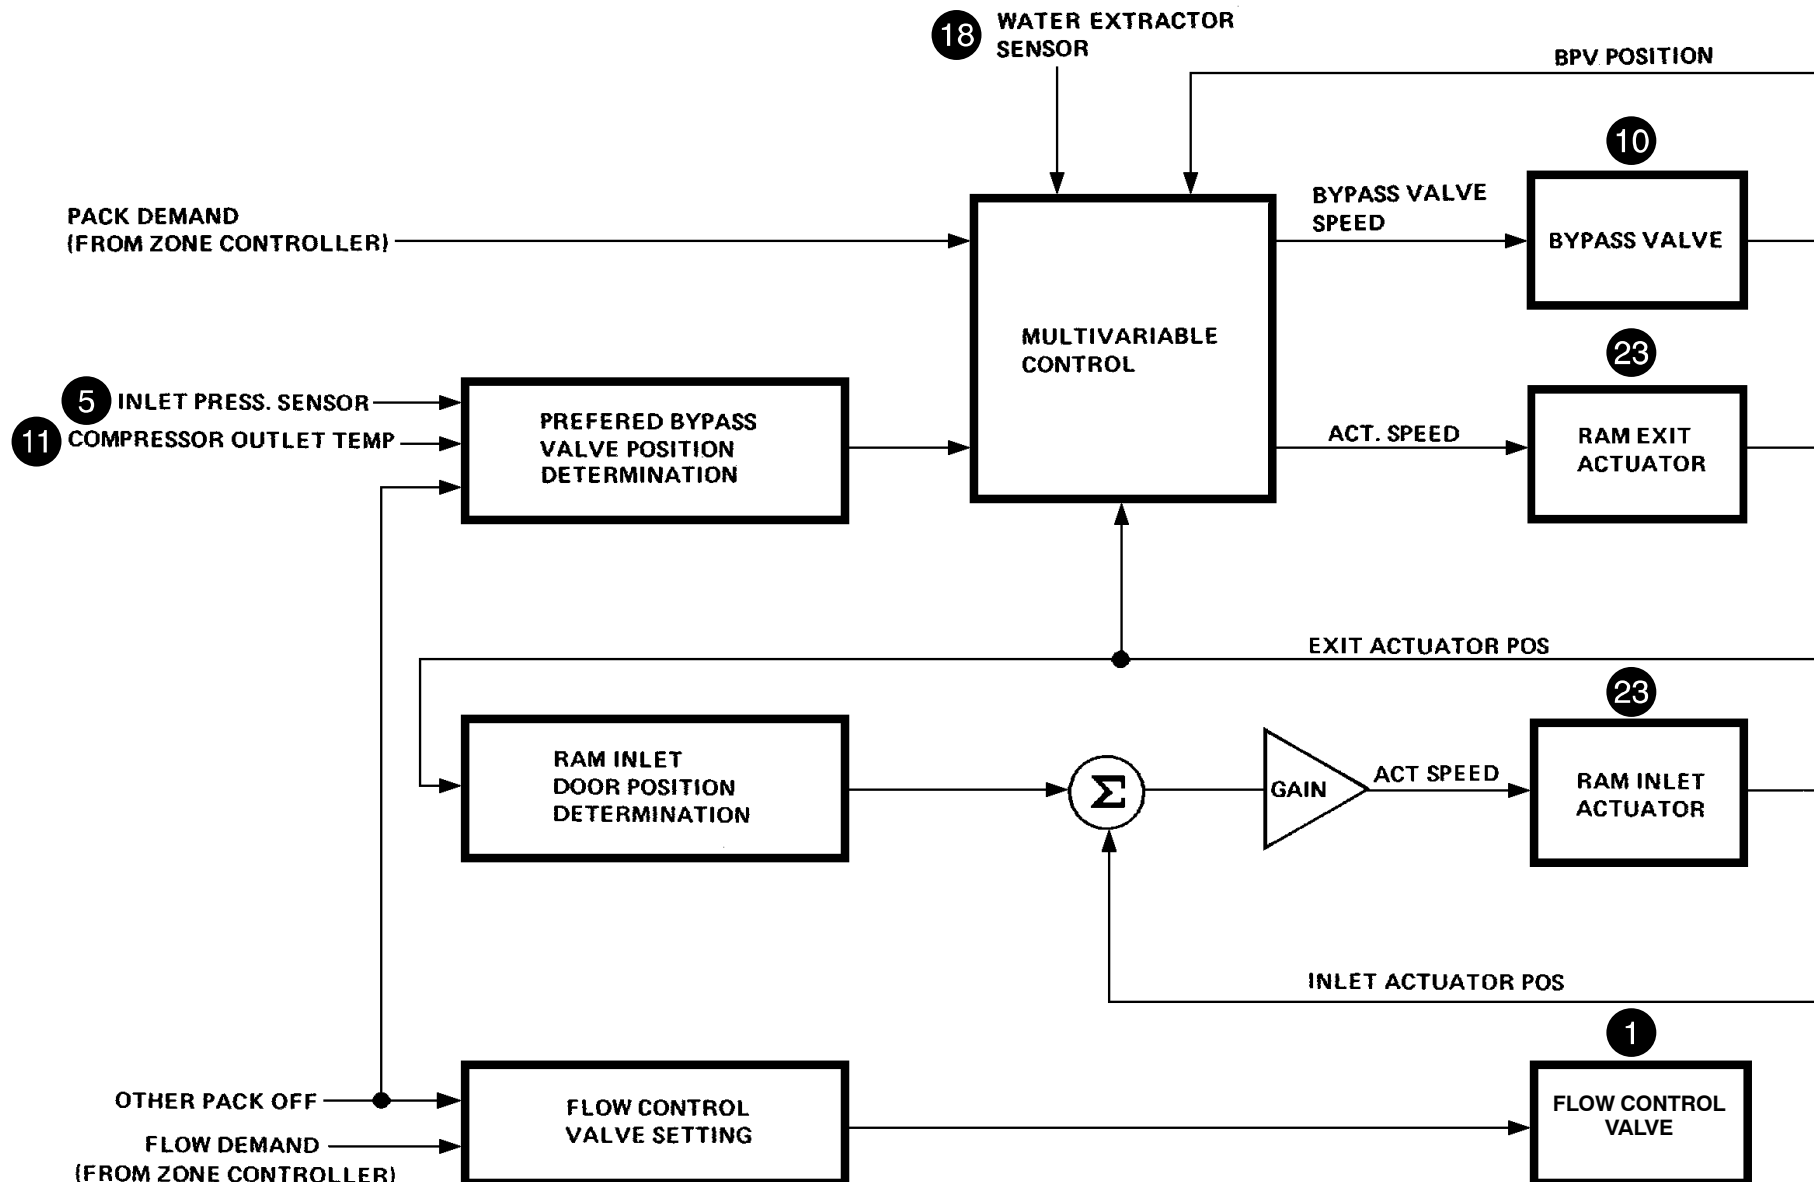 18 WATER EXTRACTOR
SENSOR
BPV POSITION
10
PACK DEMAND
(FROM ZONE CONTROLLER)
BYPASS VALVE
SPEED
BYPASS VALVE
MULTIVARIABLE
CONTROL
23
5 INLET PRESS. SENSOR
11 COMPRESSOR OUTLET TEMP
PREFERED BYPASS
VALVE POSITION
DETERMINATION
ACT. SPEED
RAM EXIT
ACTUATOR
EXIT ACTUATOR POS
23
RAM INLET
DOOR POSITION
DETERMINATION
Σ
GAIN
ACT SPEED
RAM INLET
ACTUATOR
INLET ACTUATOR POS
1
OTHER PACK OFF
FLOW DEMAND
(FROM ZONE CONTROLLER)
FLOW CONTROL
VALVE SETTING
FLOW CONTROL
VALVE